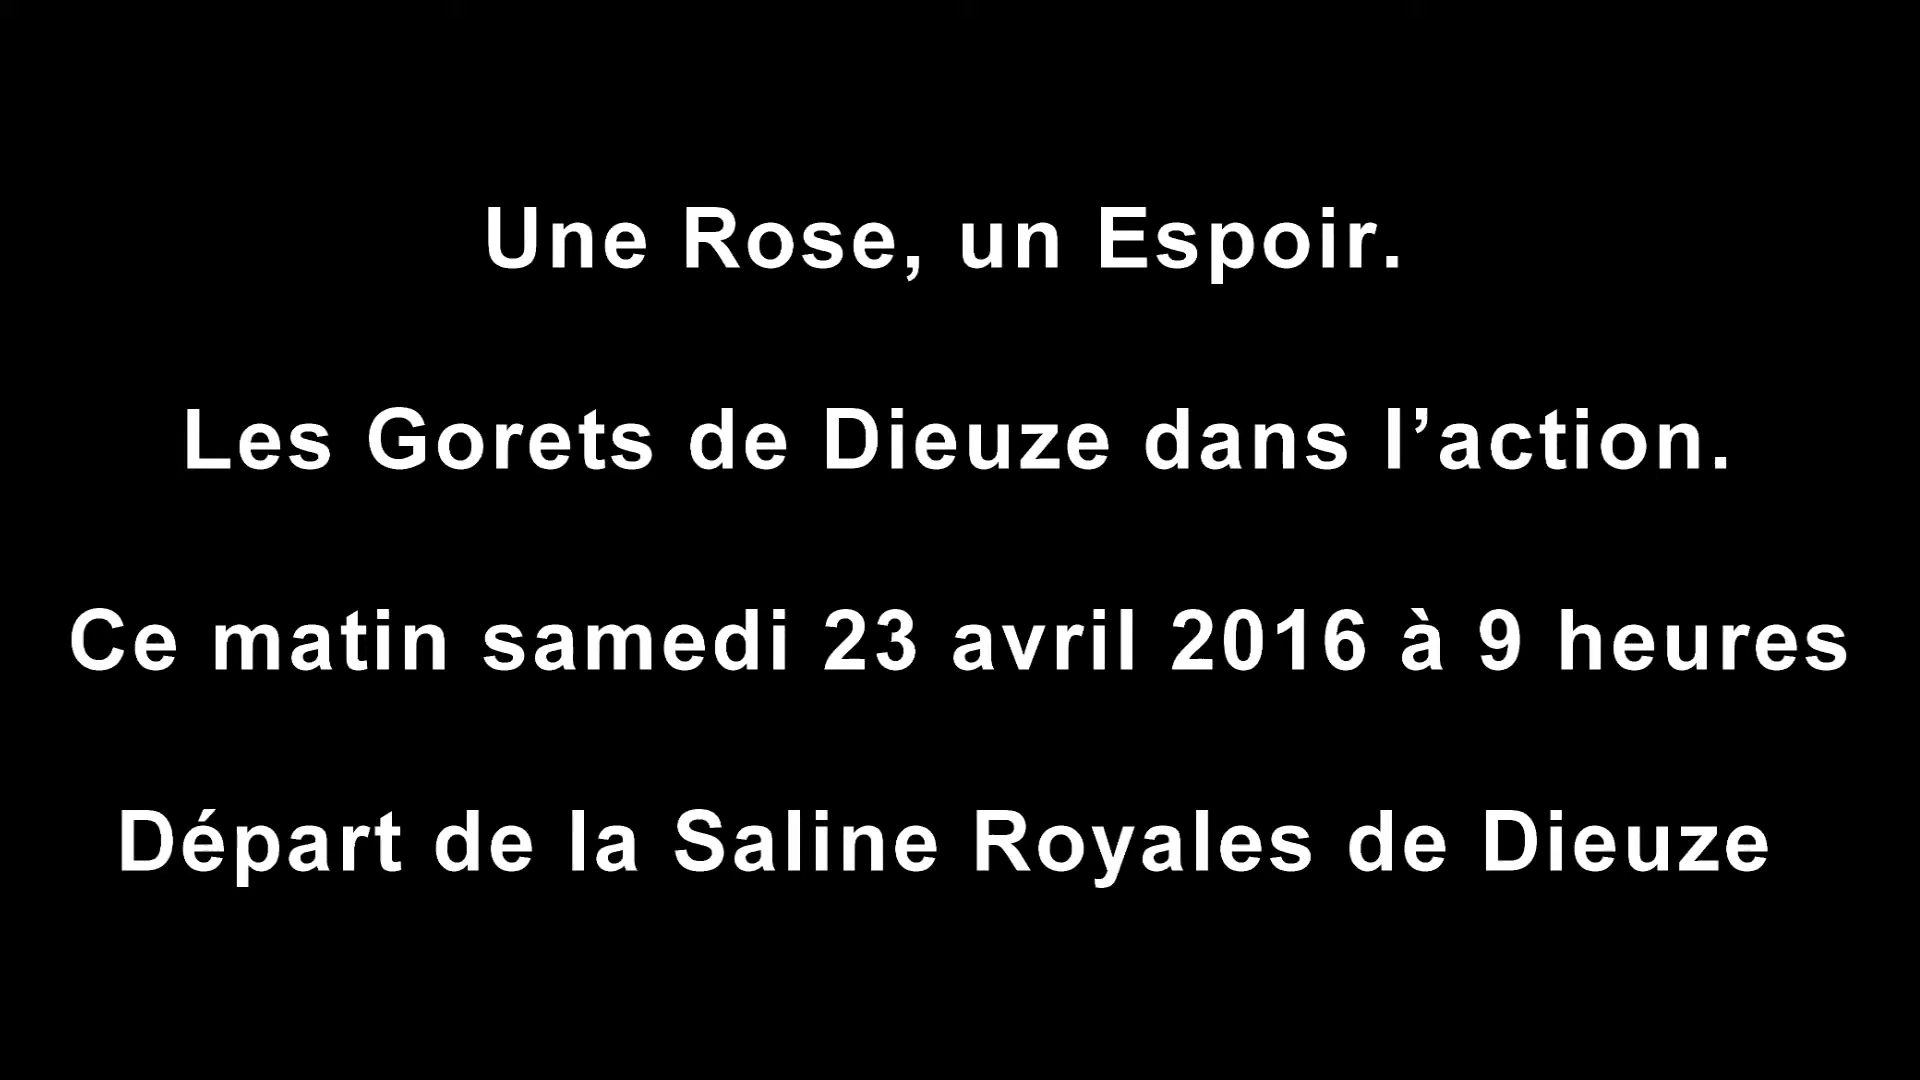 Une Rose, un Espoir.
Les Gorets de Dieuze dans l’action.
Ce matin samedi 23 avril 2016 à 9 heures
Départ de la Saline Royales de Dieuze